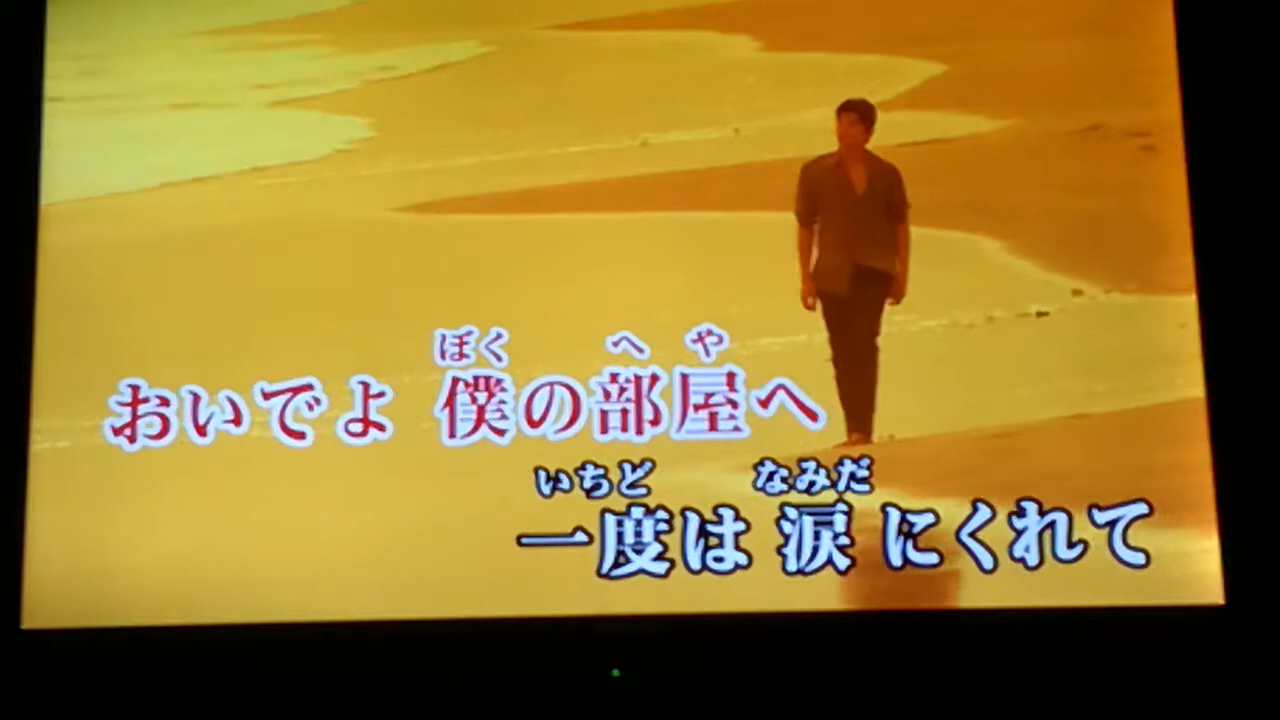 ぼく へ や
おいでよ 僕の部屋へ
いちど なみだ
一度は 涙 にくれて